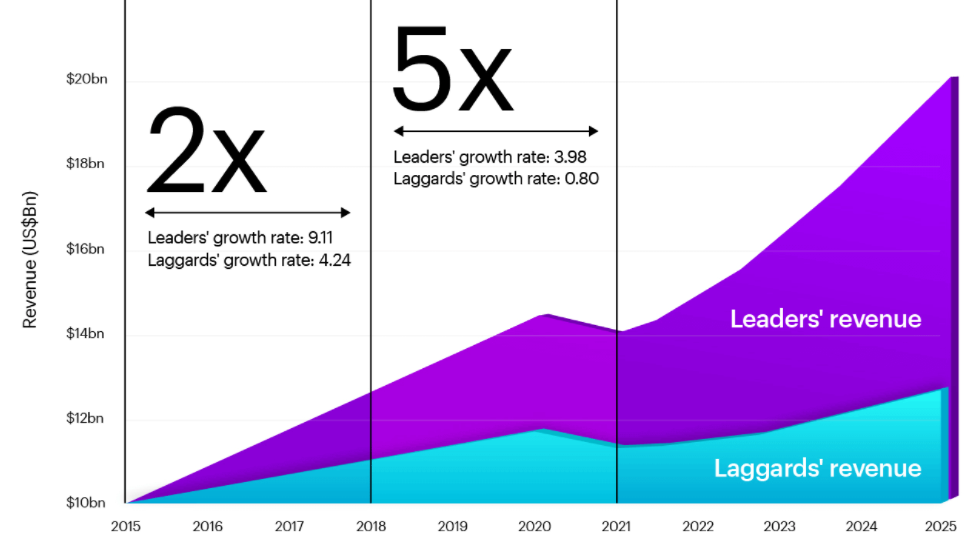 5x
Leaders' growth rate: 3.98
Laggards' growth rate: 0.80
2x
Leaders' growth rate: 9.11
Laggards' growth rate: 4.24
Revenue (US$Bn)
$20bn
$18bn
$16bn
$14bn
$12bn
$10bn
Leaders' revenue
Laggards' revenue
2015 2016 2017 2018 2019 2020 2021 2022 2023 2024 2025